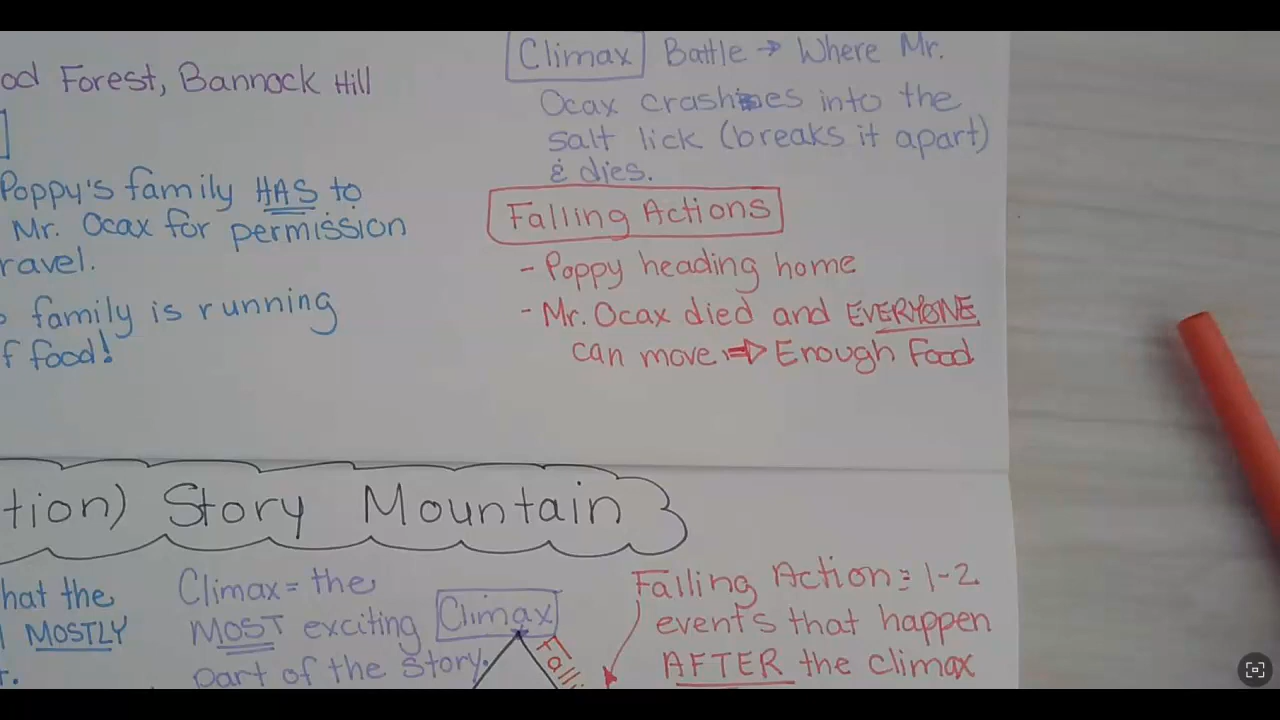 od Forest, Bannock Hill
Poppy's family HAS to
Mr. Ocax for permission
ravel.
family is running
f food!
Climax Battle → Where Mr.
Ocax crashes into the
salt lick (breaks it apart)
& dies.
Falling Actions
- Poppy heading home
- Mr. Ocax died and EVERYONE
can move ⇒ Enough Food
tion) Story Mountain
hat the
MOSTLY
t.
Climax = the
MOST exciting
part of the story.
Climax
Falli
Falling Action = 1-2
events that happen
AFTER the climax